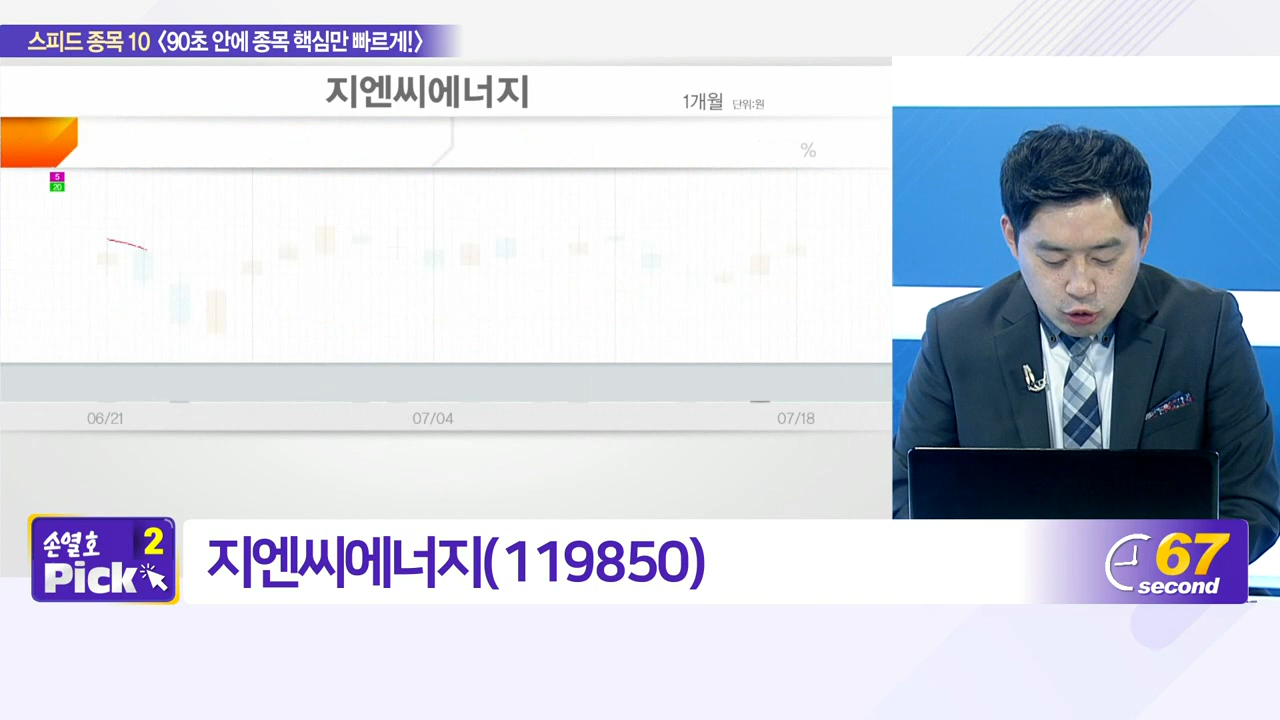 스피드 종목 10 〈90초 안에 종목 핵심만 빠르게!〉
지엔씨에너지
1개월 단위:원
%
5
20
06/21 07/04 07/18
손열호 2
Pick
지엔씨에너지(119850)
67
second